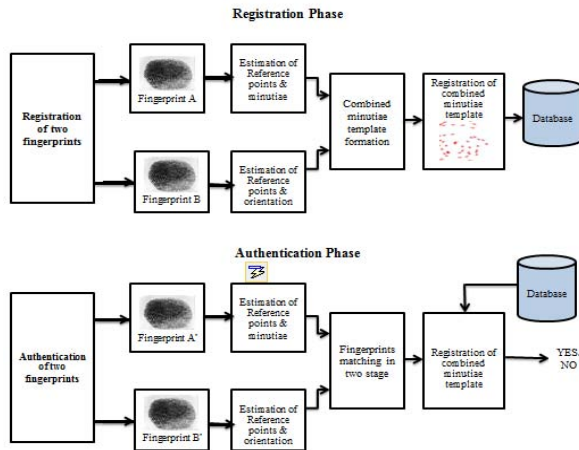 Registration Phase
Registration
of two
fingerprints
Fingerprint A
Estimation of
Reference
points &
minutiae
Fingerprint B
Estimation of
Reference
points &
orientation
Combined
minutiae
template
formation
Registration of
combined
minutiae
template
Database
Authentication Phase
Authentication
of two
fingerprints
Fingerprint A'
Estimation of
Reference
points &
minutiae
Fingerprint B'
Estimation of
Reference
points &
orientation
Fingerprints
matching in
two stage
Registration of
combined
minutiae
template
Database
YES/
NO